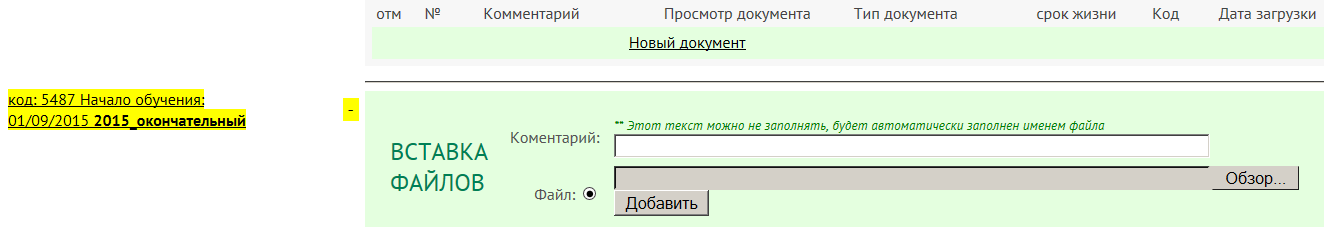 отм № Комментарий Просмотр документа Тип документа срок жизни Код Дата загрузки
Новый документ
код: 5487 Начало обучения:
01/09/2015 2015_окончательный
-
** Этот текст можно не заполнять, будет автоматически заполнен именем файла
Коментарий:
ВСТАВКА
ФАЙЛОВ
Файл:
Обзор...
Добавить